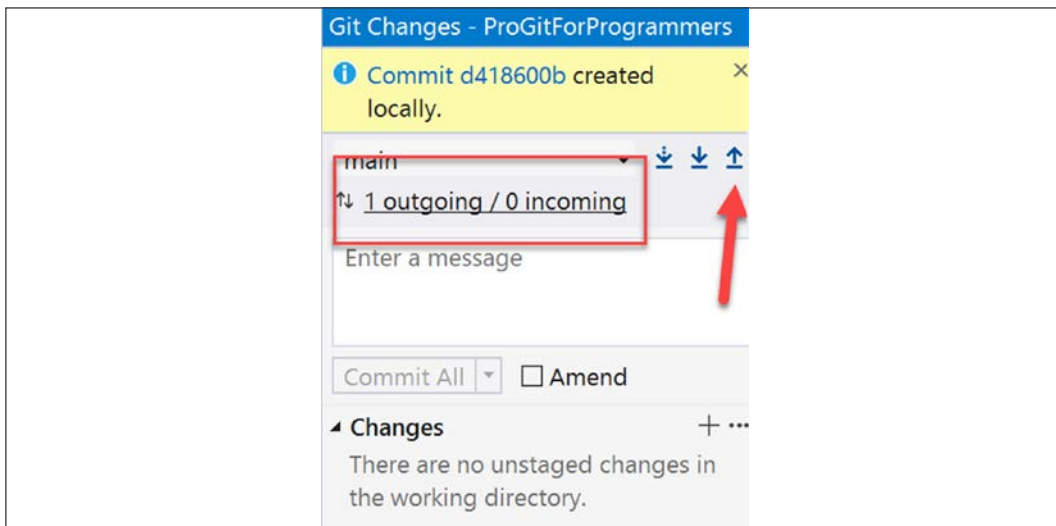 Git Changes - ProGitForProgrammers
Commit d418600b created
locally.
main
1 outgoing / 0 incoming
Enter a message
Commit All
Amend
Changes
There are no unstaged changes in
the working directory.